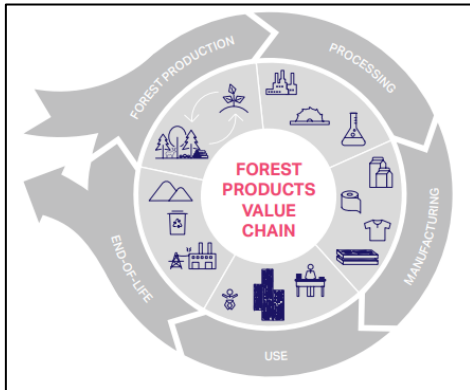 FOREST PRODUCTION
PROCESSING
FOREST
PRODUCTS
VALUE
CHAIN
MANUFACTURING
END-OF-LIFE
USE